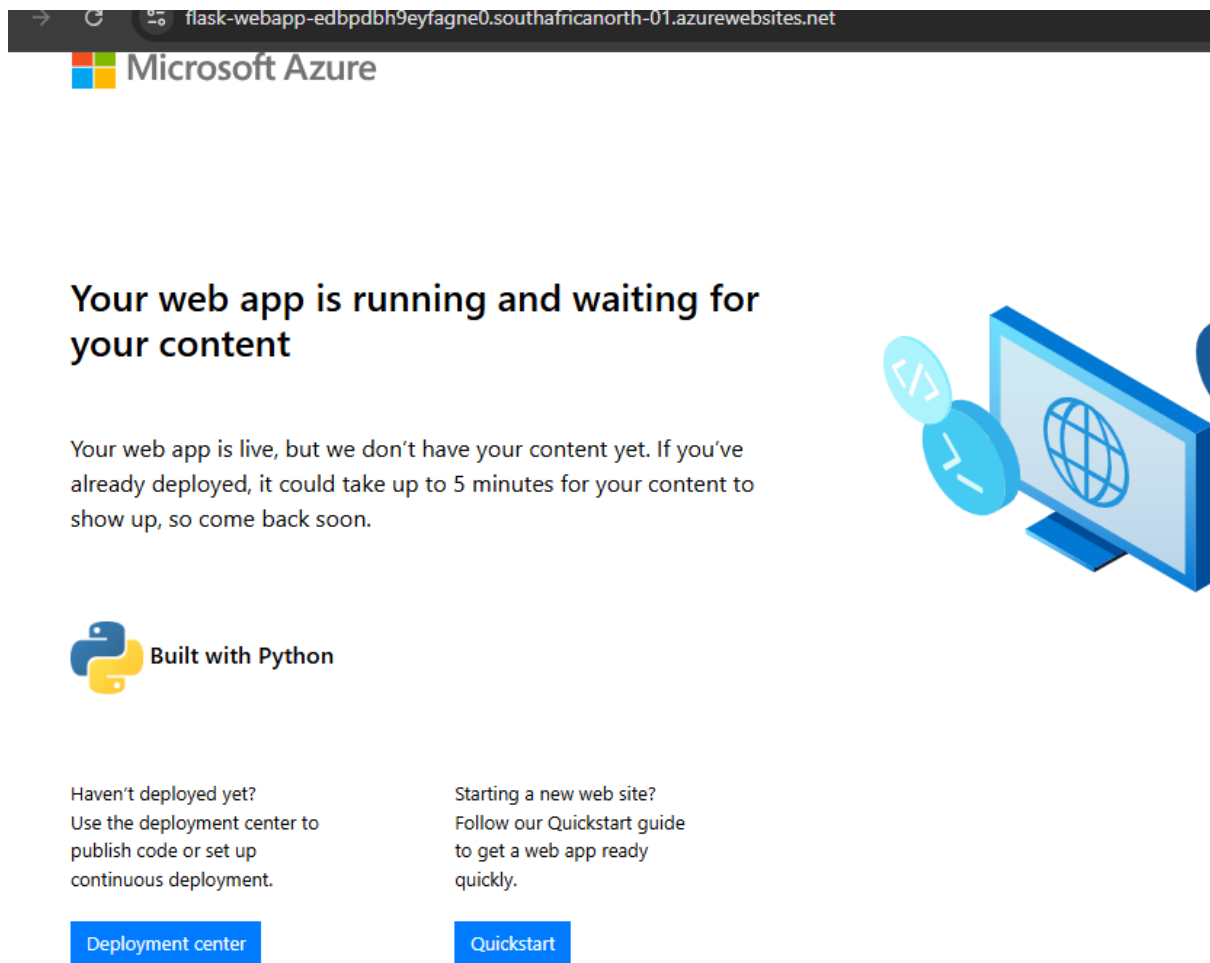 flask-webapp-edbpdbh9eyfagne0.southafricanorth-01.azurewebsites.net
Microsoft Azure
Your web app is running and waiting for
your content
Your web app is live, but we don't have your content yet. If you've
already deployed, it could take up to 5 minutes for your content to
show up, so come back soon.
Built with Python
Haven't deployed yet?
Use the deployment center to
publish code or set up
continuous deployment.
Deployment center
Starting a new web site?
Follow our Quickstart guide
to get a web app ready
quickly.
Quickstart